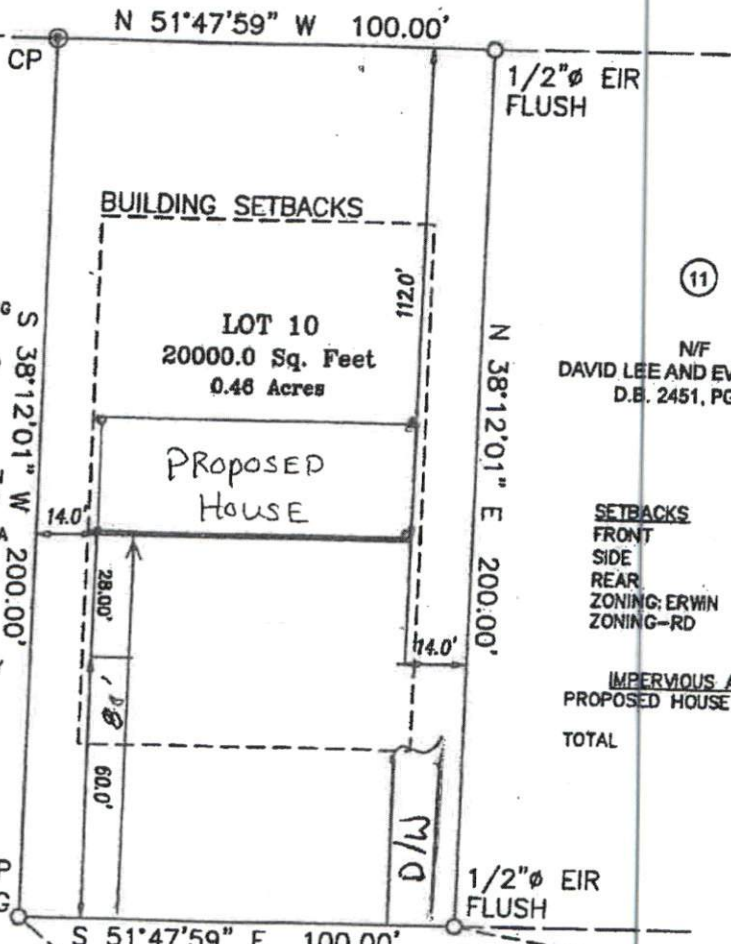 N 51°47'59" W 100.00'
CP
1/2"ø EIR
FLUSH
BUILDING SETBACKS
112.0'
11
LOT 10
20000.0 Sq. Feet
0.46 Acres
G
S 38°12'01" W 200.00'
N 38°12'01" E 200.00'
N/F
DAVID LEE AND EV
D.B. 2451, PG
PROPOSED
HOUSE
14.0'
A
SETBACKS
FRONT
SIDE
REAR
ZONING: ERWIN
ZONING-RD
28.00'
14.0'
88'
60.0'
IMPERVIOUS A
PROPOSED HOUSE
TOTAL
D/W
P
G
1/2"ø EIR
FLUSH
S 51°47'59" E 100.00'